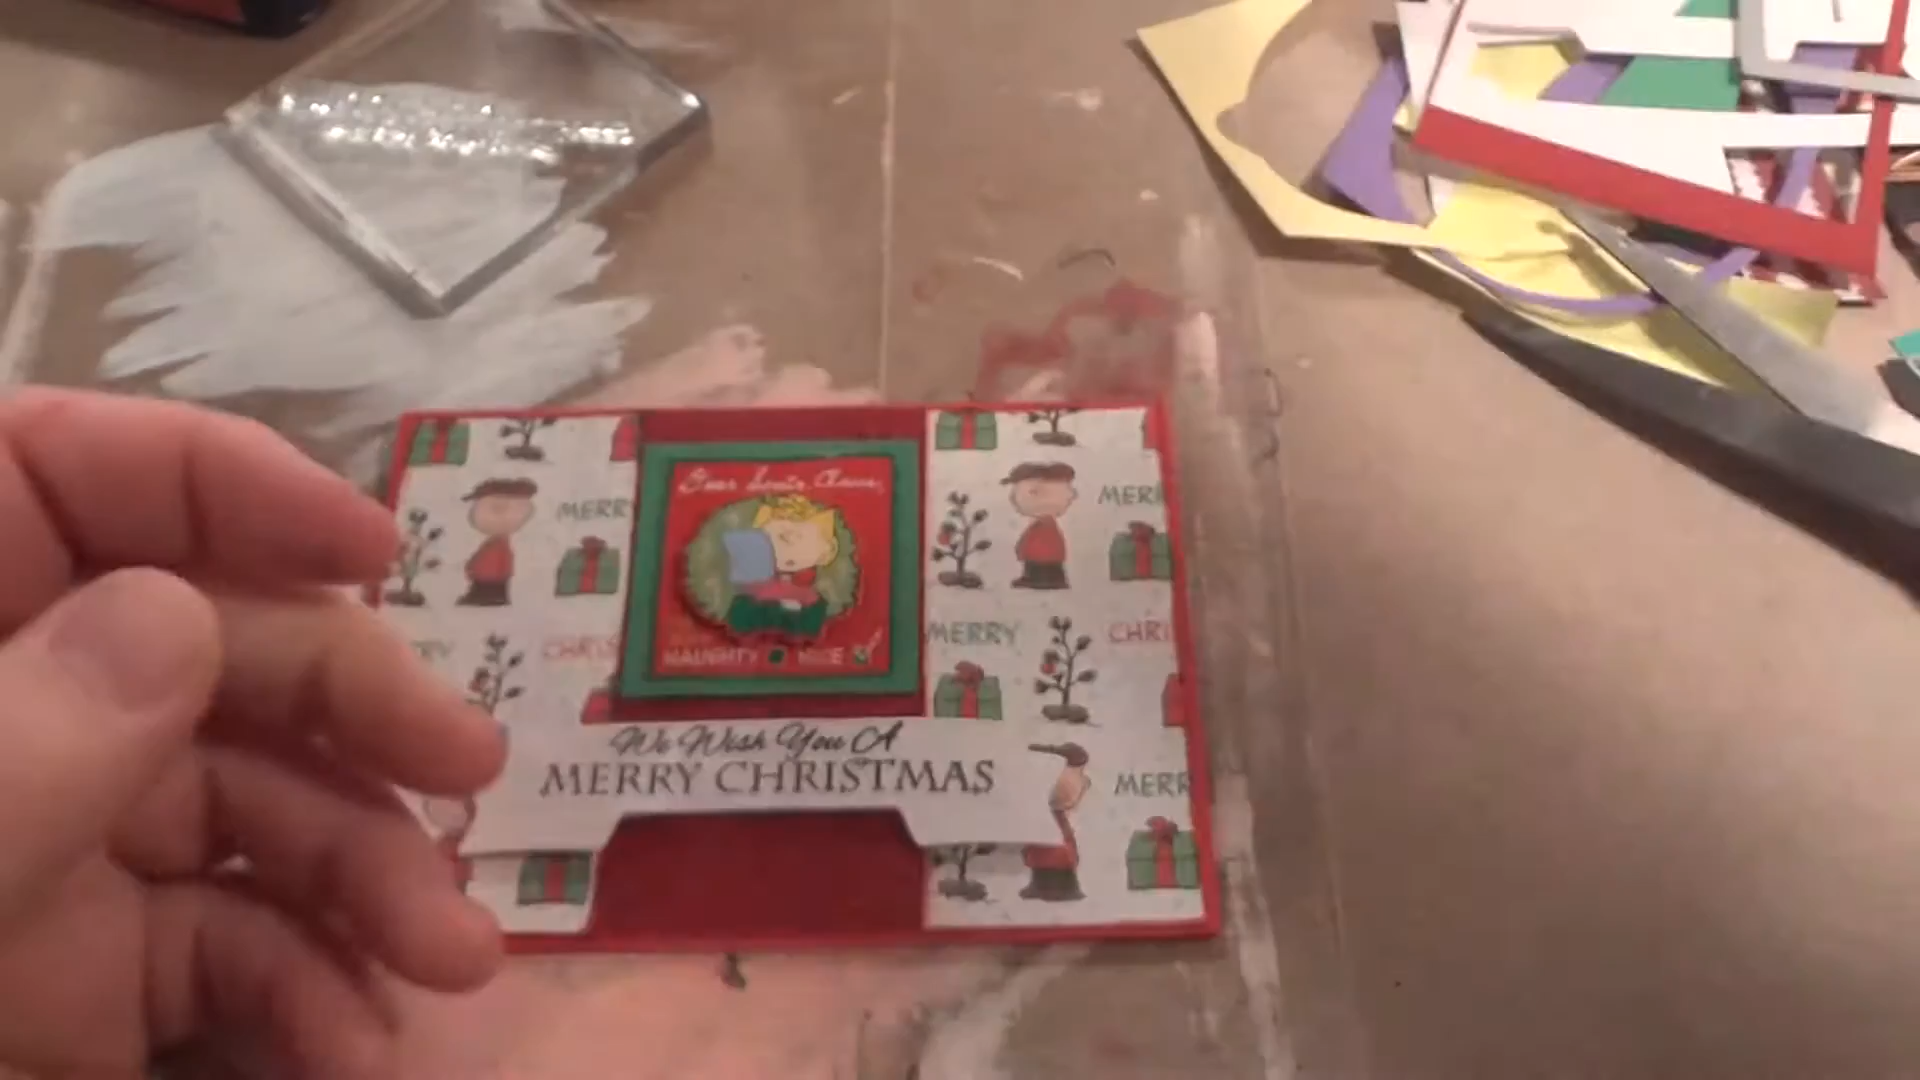 Dear Santa Claus,
MERRY
MERR
NAUGHTY NICE
CHRIS
MERRY
CHRI
We Wish You A
MERRY CHRISTMAS
MERR